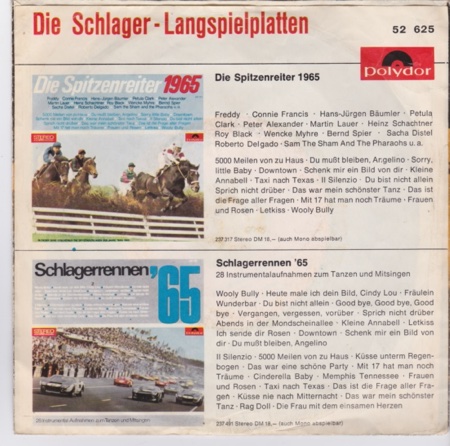 Die Schlager-Langspielplatten
52 625
Polydor
Die Spitzenreiter 1965
Die Spitzenreiter 1965
Freddy · Connie Francis · Hans-Jürgen Bäumler · Petula
Clark · Peter Alexander · Martin Lauer · Heinz Schachtner
Roy Black · Wencke Myhre · Bernd Spier · Sacha Distel
Roberto Delgado · Sam The Sham And The Pharaohs u. a.
5000 Meilen von zu Haus · Du mußt bleiben, Angelino · Sorry,
little Baby · Downtown · Schenk mir ein Bild von dir · Kleine
Annabell · Taxi nach Texas · Il Silenzio · Du bist nicht allein
Sprich nicht drüber · Das war mein schönster Tanz · Das ist
die Frage aller Fragen · Mit 17 hat man noch Träume · Frauen
und Rosen · Letkiss · Wooly Bully
237 317 Stereo DM 18,— (auch Mono abspielbar)
Schlagerrennen '65
28 Instrumentalaufnahmen zum Tanzen und Mitsingen
Schlagerrennen '65
28 Instrumentalaufnahmen zum Tanzen und Mitsingen
Wooly Bully · Heute male ich dein Bild, Cindy Lou · Fräulein
Wunderbar · Du bist nicht allein · Good bye, Good bye, Good
bye · Vergangen, vergessen, vorüber · Sprich nicht drüber
Abends in der Mondscheinallee · Kleine Annabell · Letkiss
Ich sende dir Rosen · Downtown · Schenk mir ein Bild von
dir · Du mußt bleiben, Angelino
Il Silenzio · 5000 Meilen von zu Haus · Küsse unterm Regen-
bogen · Das war eine schöne Party · Mit 17 hat man noch
Träume · Cinderella Baby · Memphis Tennessee · Frauen
und Rosen · Taxi nach Texas · Das ist die Frage aller Fra-
gen · Küsse nie nach Mitternacht · Das war mein schönster
Tanz · Rag Doll · Die Frau mit dem einsamen Herzen
237 491 Stereo DM 18,— (auch Mono abspielbar)